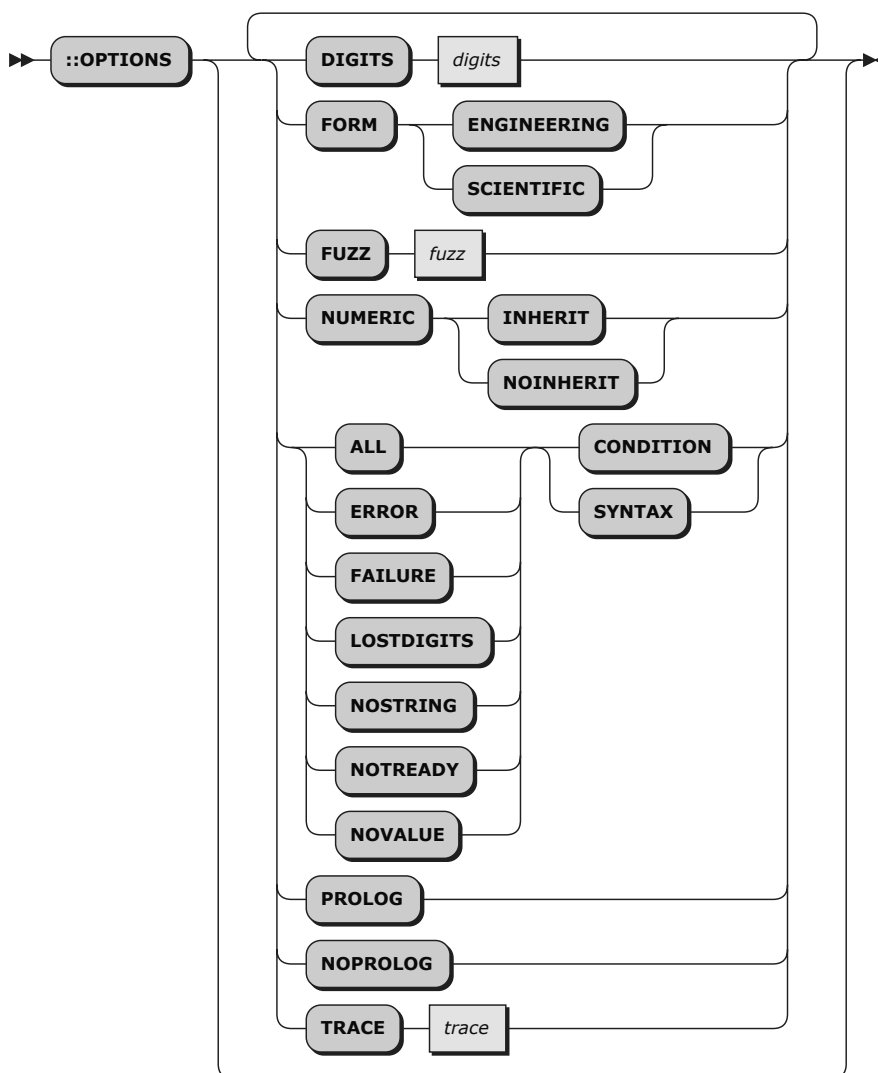 ::OPTIONS DIGITS digits
FORM ENGINEERING
SCIENTIFIC
FUZZ fuzz
NUMERIC INHERIT
NOINHERIT
ALL CONDITION
ERROR SYNTAX
FAILURE
LOSTDIGITS
NOSTRING
NOTREADY
NOVALUE
PROLOG
NOPROLOG
TRACE trace